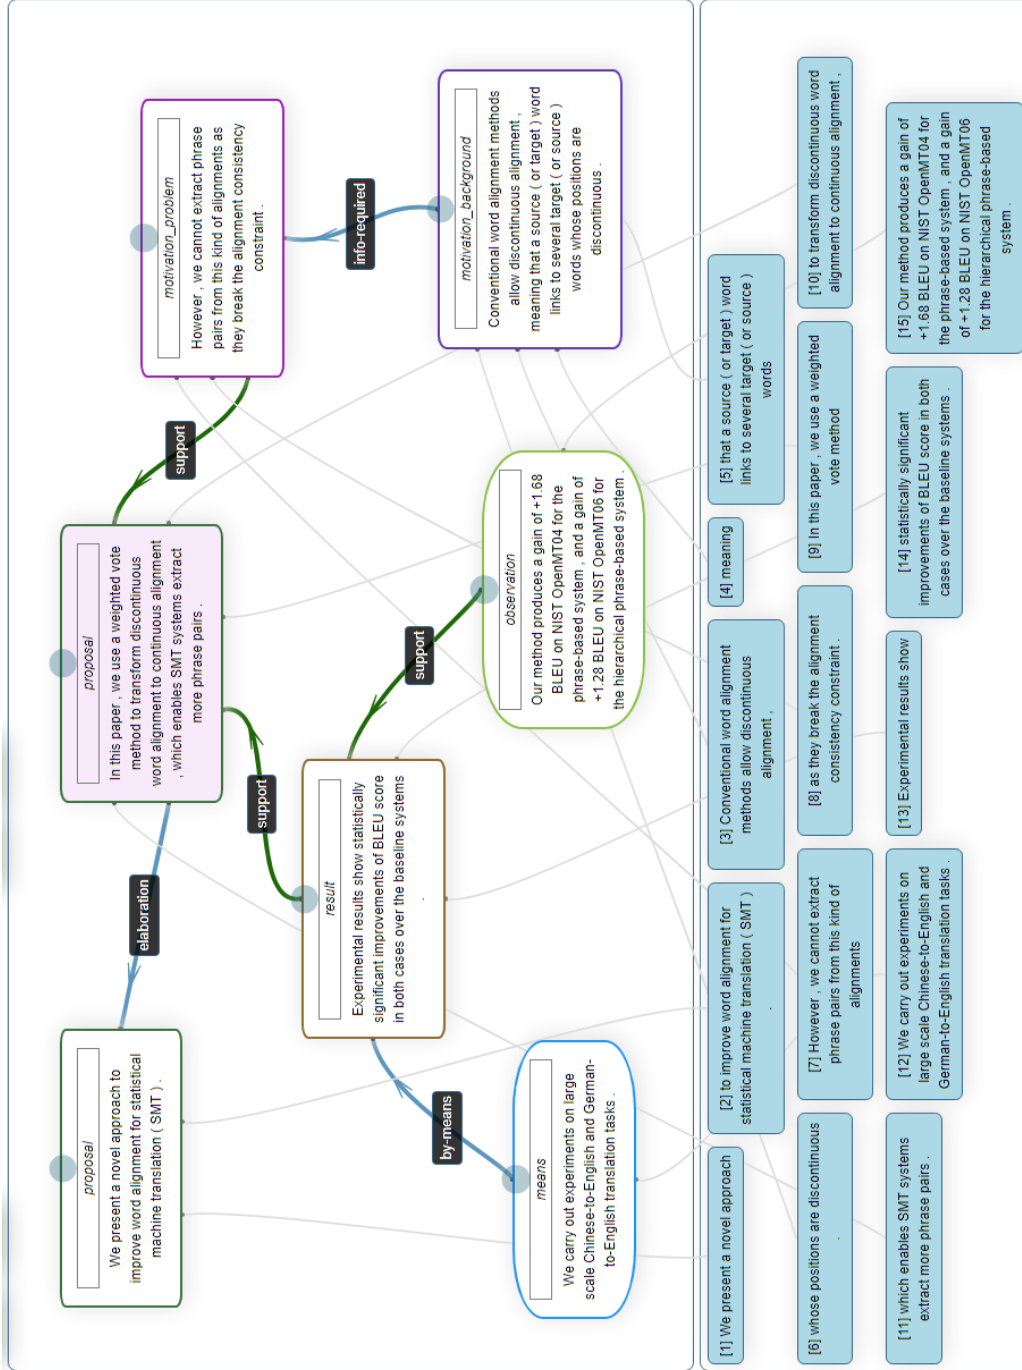 proposal
We present a novel approach to
improve word alignment for statistical
machine translation ( SMT ) .
elaboration
proposal
In this paper , we use a weighted vote
method to transform discontinuous
word alignment to continuous alignment
, which enables SMT systems extract
more phrase pairs .
support
motivation_problem
However , we cannot extract phrase
pairs from this kind of alignments as
they break the alignment consistency
constraint .
support
info-required
result
Experimental results show statistically
significant improvements of BLEU score
in both cases over the baseline systems
.
support
motivation_background
Conventional word alignment methods
allow discontinuous alignment ,
meaning that a source ( or target ) word
links to several target ( or source )
words whose positions are
discontinuous .
by-means
means
We carry out experiments on large
scale Chinese-to-English and German-
to-English translation tasks .
observation
Our method produces a gain of +1.68
BLEU on NIST OpenMT04 for the
phrase-based system , and a gain of
+1.28 BLEU on NIST OpenMT06 for
the hierarchical phrase-based system .
[1] We present a novel approach
[2] to improve word alignment for
statistical machine translation ( SMT )
.
[3] Conventional word alignment
methods allow discontinuous
alignment ,
[4] meaning
[5] that a source ( or target ) word
links to several target ( or source )
words
[6] whose positions are discontinuous
.
[7] However , we cannot extract
phrase pairs from this kind of
alignments
[8] as they break the alignment
consistency constraint .
[9] In this paper , we use a weighted
vote method
[10] to transform discontinuous word
alignment to continuous alignment ,
[11] which enables SMT systems
extract more phrase pairs .
[12] We carry out experiments on
large scale Chinese-to-English and
German-to-English translation tasks .
[13] Experimental results show
[14] statistically significant
improvements of BLEU score in both
cases over the baseline systems .
[15] Our method produces a gain of
+1.68 BLEU on NIST OpenMT04 for
the phrase-based system , and a gain
of +1.28 BLEU on NIST OpenMT06
for the hierarchical phrase-based
system .